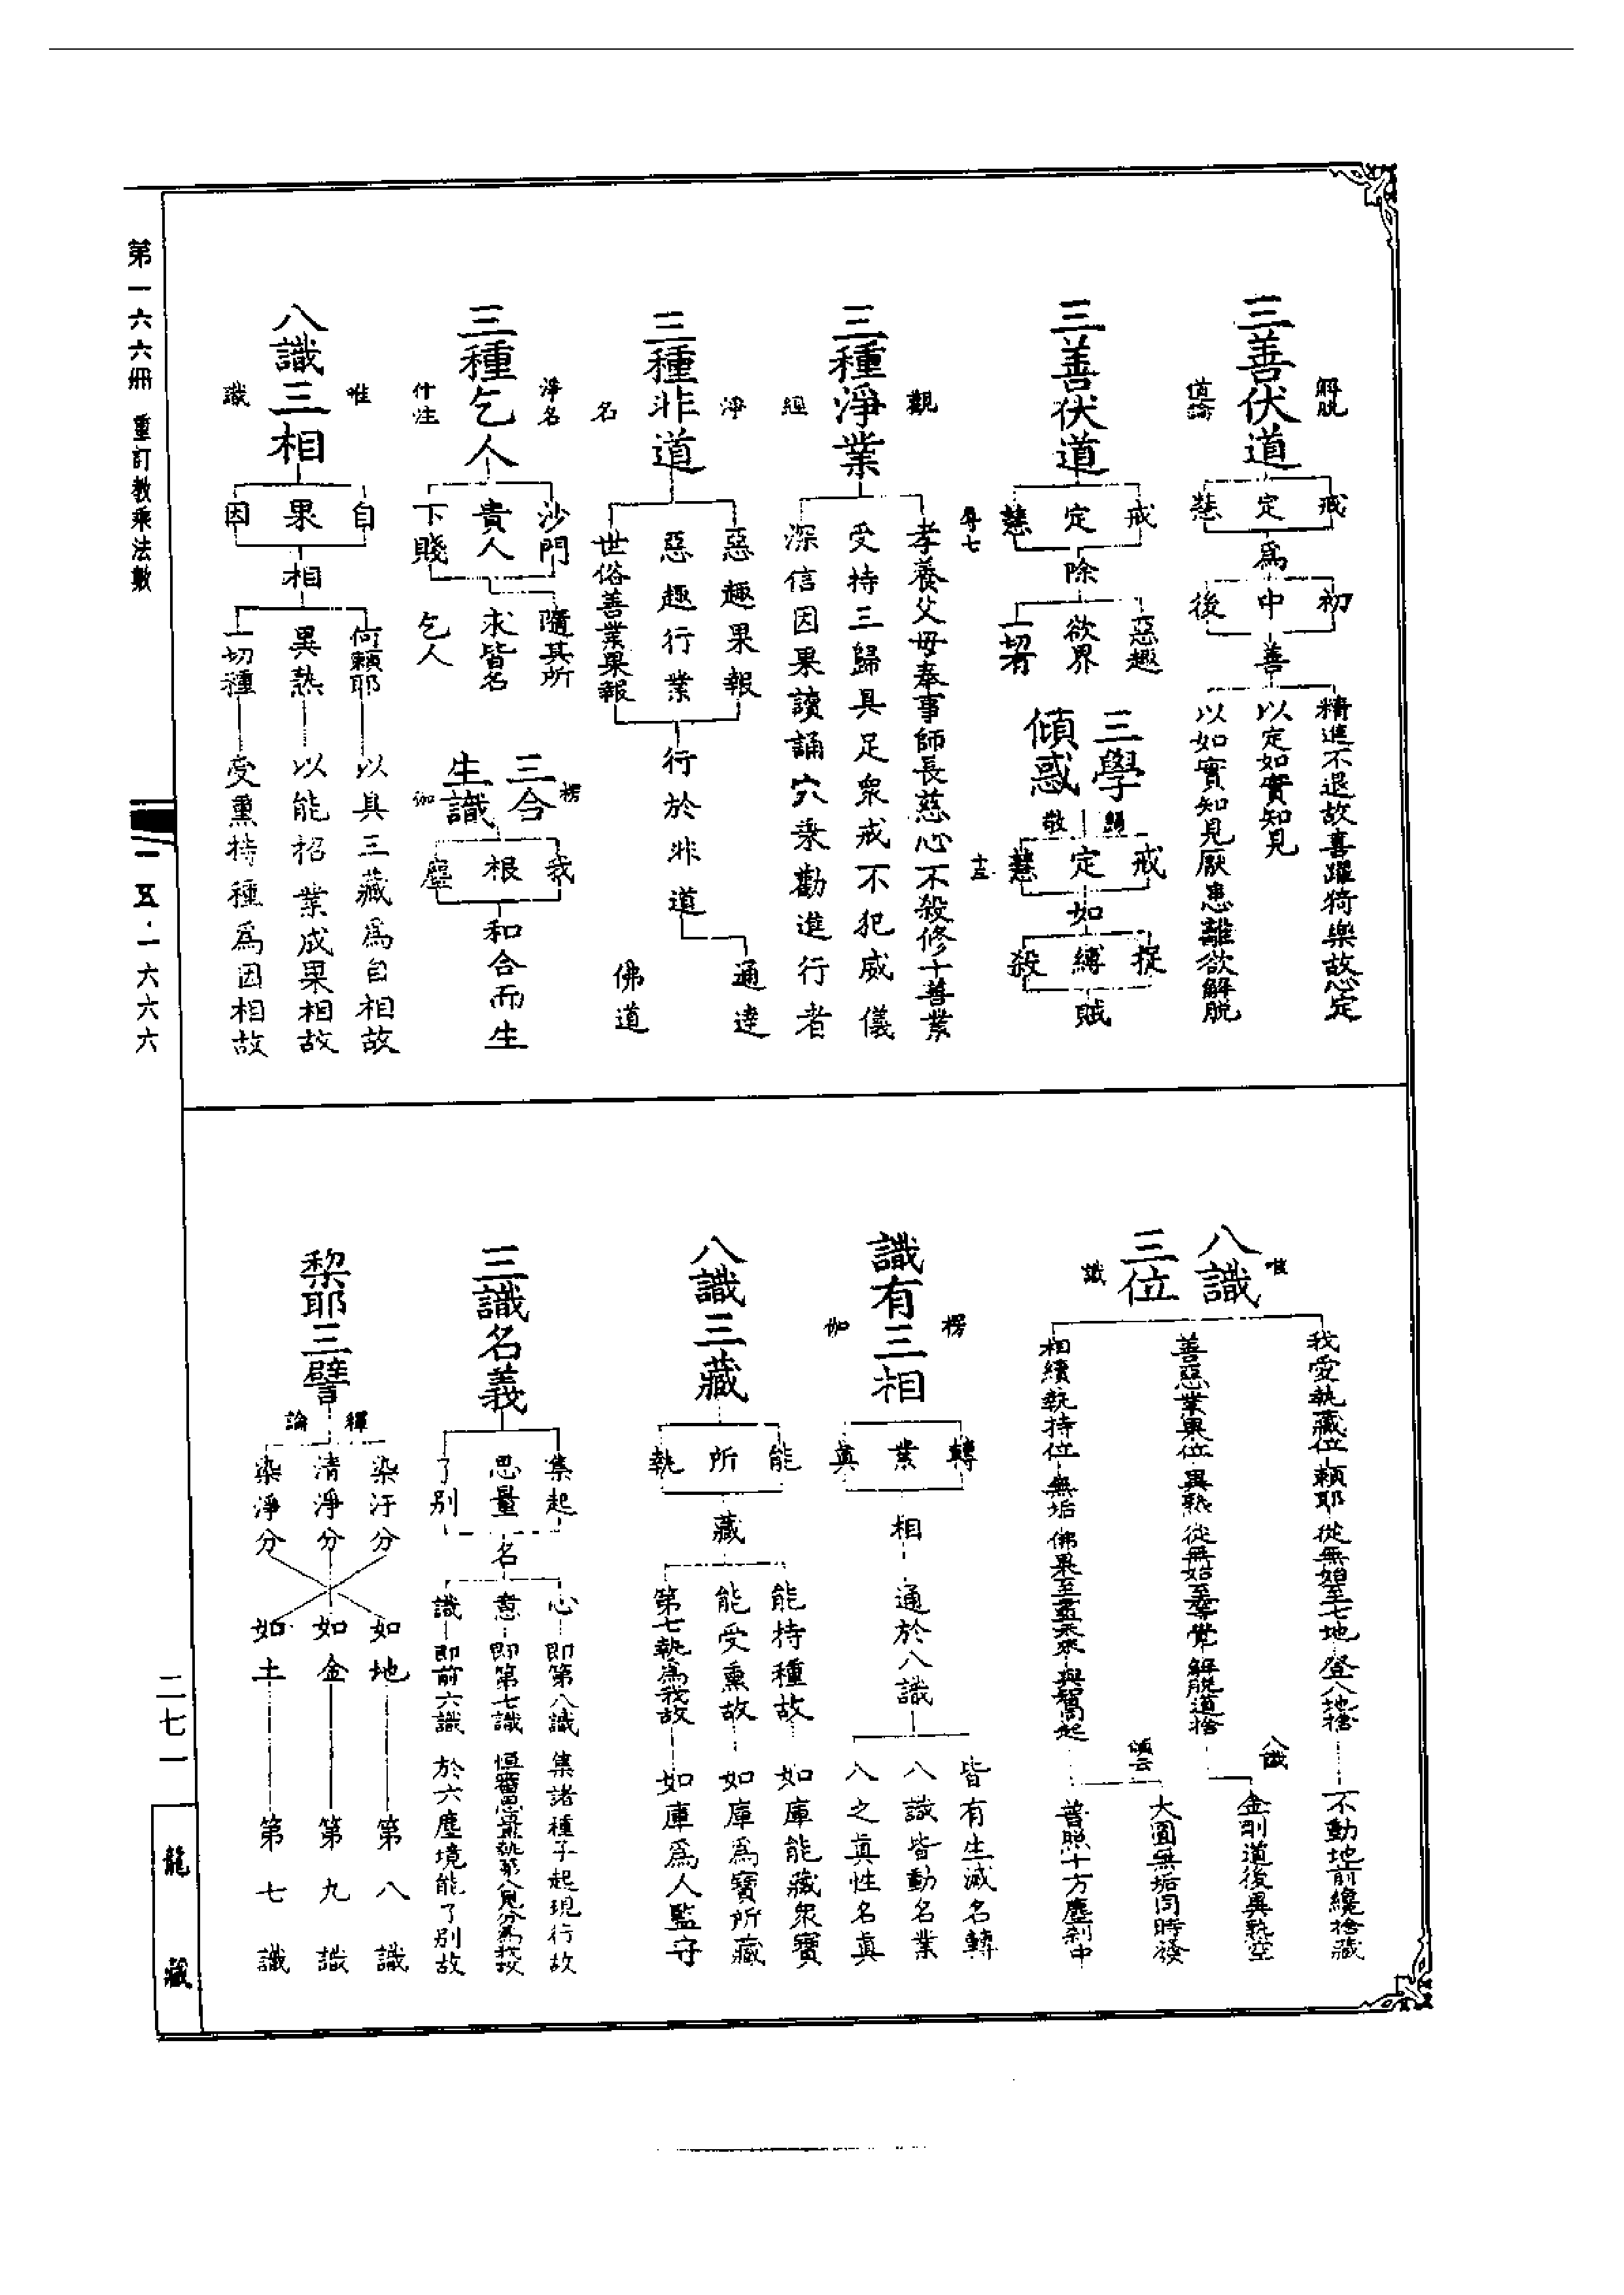 三善伏道
解脫
道論
戒
定
慧
爲
初
中
後
善
精進不退故喜躍猗樂故心定
以定如實知見
以如實知見厭患離欲解脫
三善伏道
戒
定
慧
除
惡趣
欲界
一切有
三學
傾惑
戒
定
慧
如
捉
縛
殺
賊
三種淨業
觀
經
孝養父母奉事師長慈心不殺修十善業
受持三歸具足衆戒不犯威儀
深信因果讀誦大乘勸進行者
三種非道
淨
名
惡趣果報
惡趣行業
世俗善業果報
行於非道
通達
佛道
三種乞人
淨名
什注
沙門
貴人
下賤
隨其所
求皆名
乞人
三合
生識
楞
伽
我
根
塵
和合而生
八識三相
唯
識
自
果
因
相
阿賴耶
異熟
一切種
以具三藏爲自相故
以能招業成果相故
受熏持種爲因相故
八識
三位
唯
識
我愛執藏位
賴耶
從無始至七地
登八地捨
不動地前纔捨藏
善惡業果位
異熟
從無始至等覺
解脫道捨
八識
金剛道後異熟空
相續執持位
無垢
佛果至盡未來
頌云
大圓無垢同時發
普照十方塵刹中
識有三相
楞
伽
轉
業
眞
相
通於八識
皆有生滅名轉
八識皆動名業
八之眞性名眞
八識三藏
能
所
執
藏
能持種故
能受熏故
第七執爲我故
如庫能藏衆寶
如庫爲寶所藏
如庫爲人監守
三識名義
集起
思量
了別
名
心
意
識
即第八識
即第七識
即前六識
集諸種子起現行故
恒審思量執第八見分爲我故
於六塵境能了別故
棃耶三譬
釋
論
染汙分
清淨分
染淨分
如地
如金
如土
第八識
第九識
第七識
第一六六冊 重訂教乘法數
一五·一六六六
二七一
龍藏